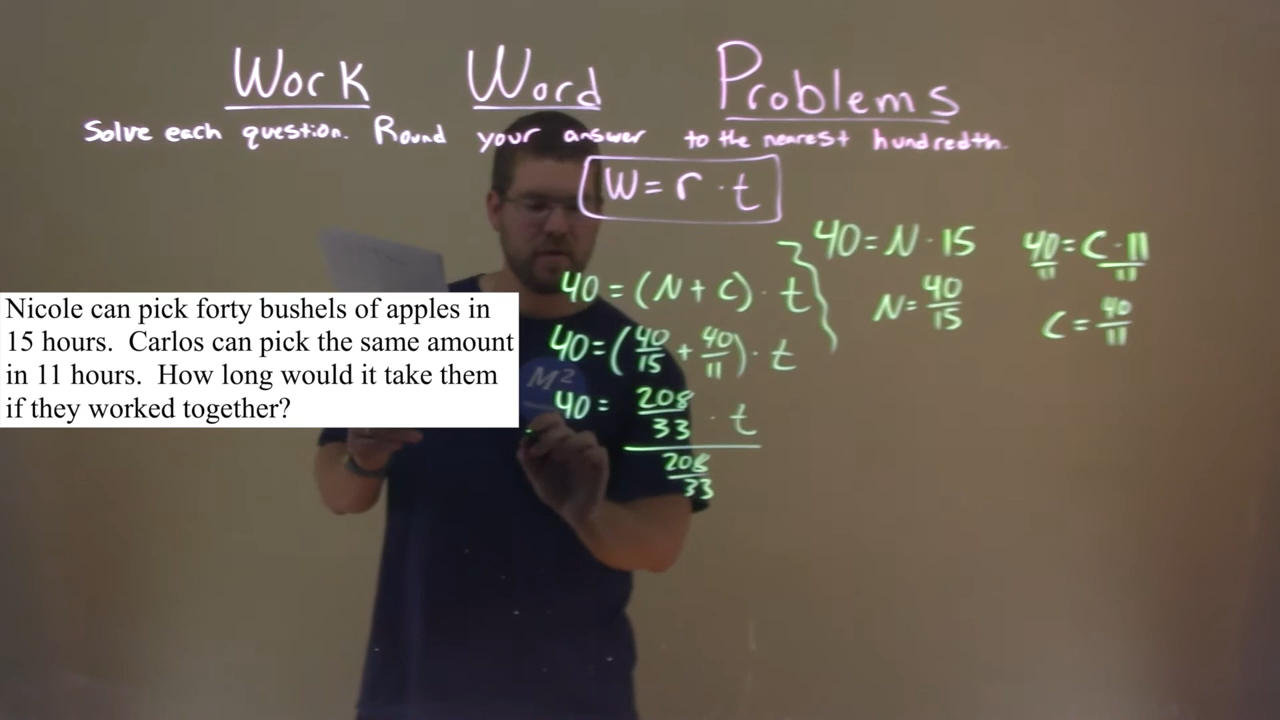 Work Word Problems
Solve each question. Round your answer to the nearest hundredth.
W = r · t
Nicole can pick forty bushels of apples in
15 hours. Carlos can pick the same amount
in 11 hours. How long would it take them
if they worked together?
40 = (N + C) · t
40 = (40/15 + 40/11) · t
40 = 208/33 · t
208/33
M²
40 = N · 15
N = 40/15
40/11 = C · 11/11
C = 40/11